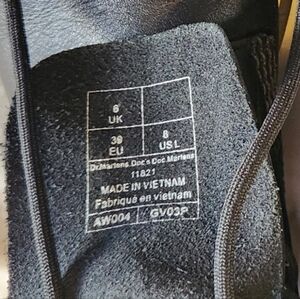 6
UK
39
EU
8
US L
Dr.Martens Doc's Doc Martens
11821
MADE IN VIETNAM
Fabriqué en vietnam
AW004 GV03P